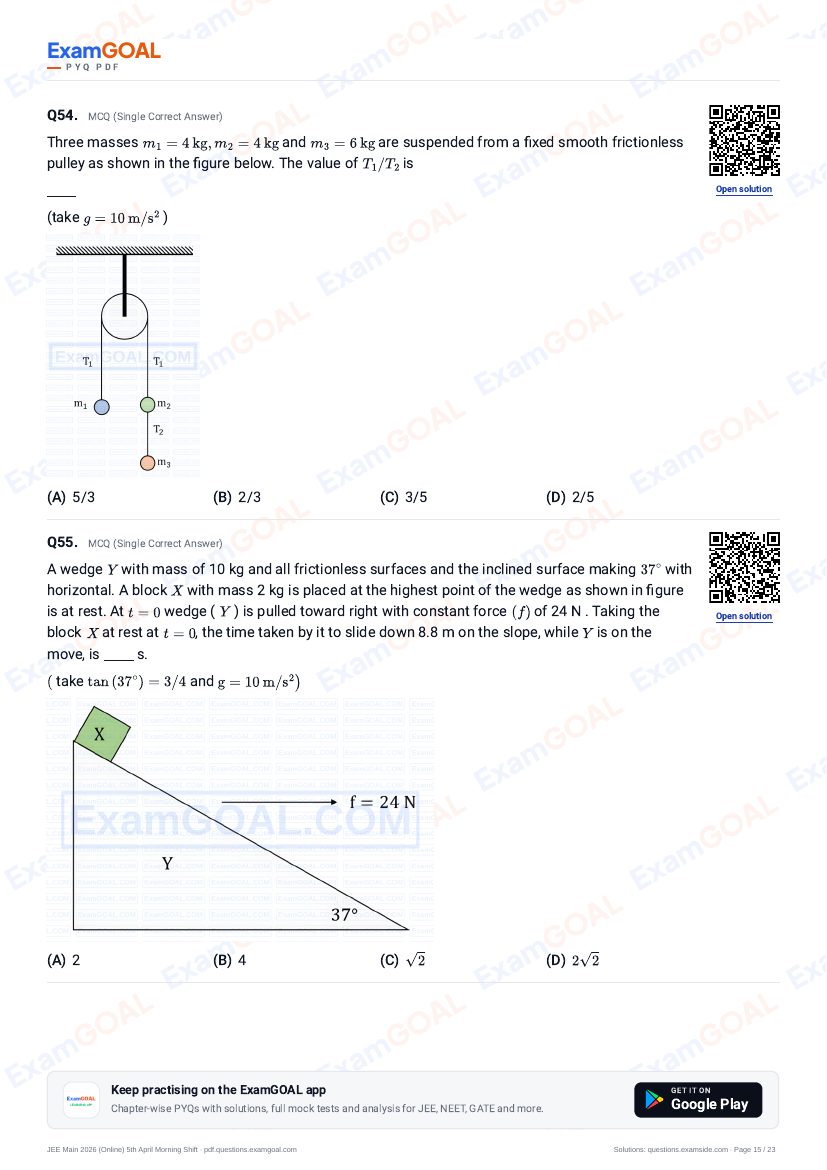 ExamGOAL
PYQ PDF
Q54. MCQ (Single Correct Answer)
Three masses m₁ = 4 kg, m₂ = 4 kg and m₃ = 6 kg are suspended from a fixed smooth frictionless
pulley as shown in the figure below. The value of T₁/T₂ is
____
(take g = 10 m/s² )
Open solution
ExamGOAL.COM
T₁ T₁
m₁ m₂
T₂
m₃
(A) 5/3 (B) 2/3 (C) 3/5 (D) 2/5
Q55. MCQ (Single Correct Answer)
A wedge Y with mass of 10 kg and all frictionless surfaces and the inclined surface making 37° with
horizontal. A block X with mass 2 kg is placed at the highest point of the wedge as shown in figure
is at rest. At t = 0 wedge ( Y ) is pulled toward right with constant force (f) of 24 N . Taking the
block X at rest at t = 0, the time taken by it to slide down 8.8 m on the slope, while Y is on the
move, is ____ s.
( take tan (37°) = 3/4 and g = 10 m/s²)
Open solution
X
f = 24 N
ExamGOAL.COM
Y
37°
(A) 2 (B) 4 (C) √2 (D) 2√2
Keep practising on the ExamGOAL app
Chapter-wise PYQs with solutions, full mock tests and analysis for JEE, NEET, GATE and more.
GET IT ON
Google Play
JEE Main 2026 (Online) 5th April Morning Shift · pdf.questions.examgoal.com Solutions: questions.examside.com · Page 15 / 23